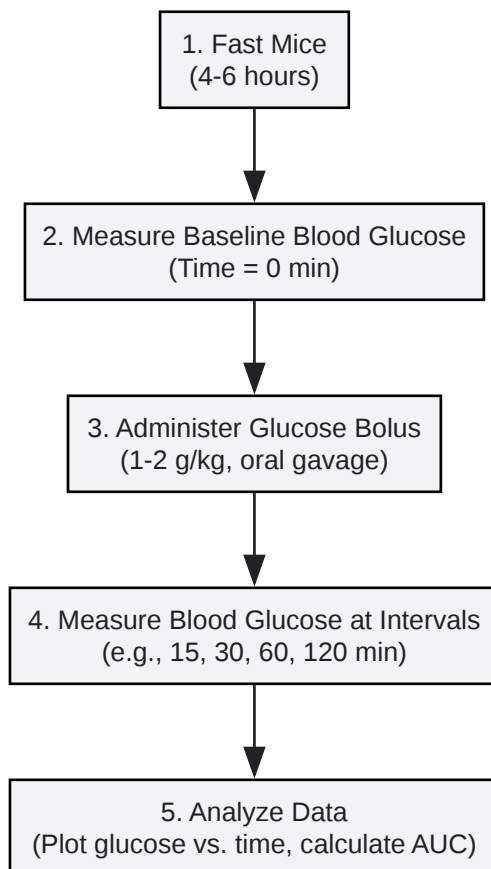 1. Fast Mice
(4-6 hours)
2. Measure Baseline Blood Glucose
(Time = 0 min)
3. Administer Glucose Bolus
(1-2 g/kg, oral gavage)
4. Measure Blood Glucose at Intervals
(e.g., 15, 30, 60, 120 min)
5. Analyze Data
(Plot glucose vs. time, calculate AUC)